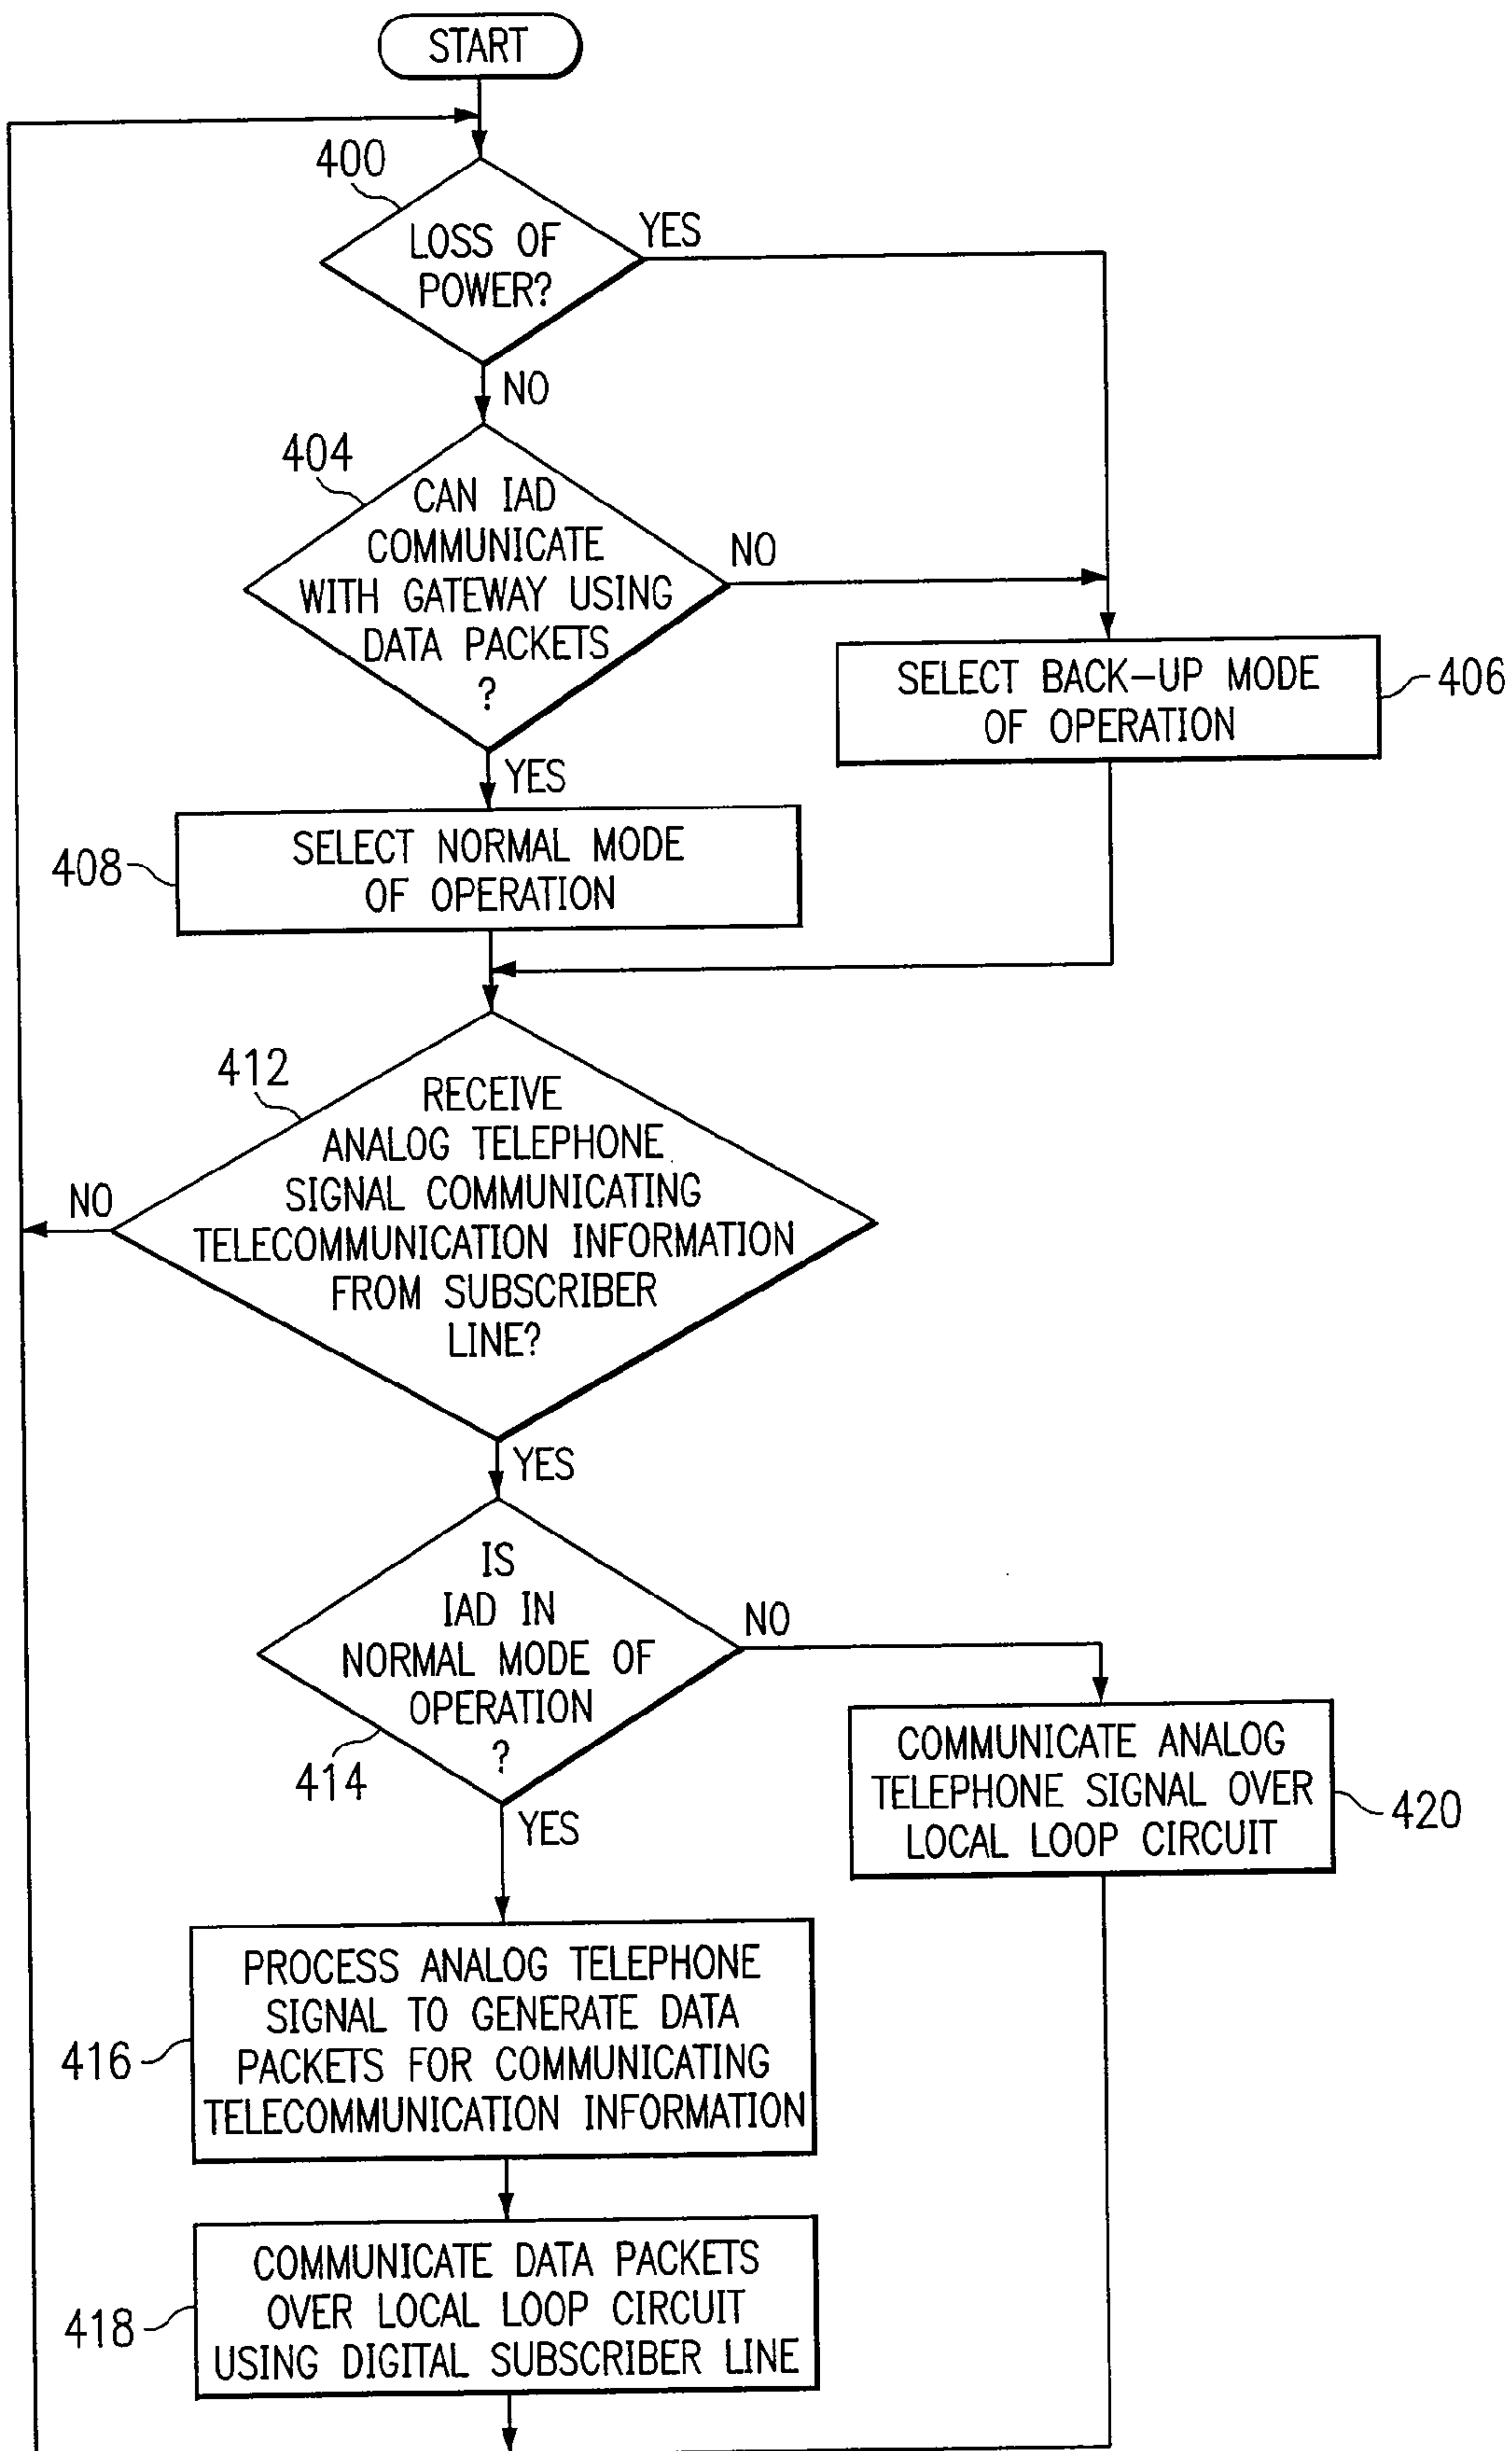 START
400
LOSS OF
POWER?
YES
NO
404
CAN IAD
COMMUNICATE
WITH GATEWAY USING
DATA PACKETS
?
NO
YES
SELECT BACK-UP MODE
OF OPERATION
406
SELECT NORMAL MODE
OF OPERATION
408
412
RECEIVE
ANALOG TELEPHONE
SIGNAL COMMUNICATING
TELECOMMUNICATION INFORMATION
FROM SUBSCRIBER
LINE?
NO
YES
IS
IAD IN
NORMAL MODE OF
OPERATION
?
414
NO
YES
COMMUNICATE ANALOG
TELEPHONE SIGNAL OVER
LOCAL LOOP CIRCUIT
420
PROCESS ANALOG TELEPHONE
SIGNAL TO GENERATE DATA
PACKETS FOR COMMUNICATING
TELECOMMUNICATION INFORMATION
416
COMMUNICATE DATA PACKETS
OVER LOCAL LOOP CIRCUIT
USING DIGITAL SUBSCRIBER LINE
418